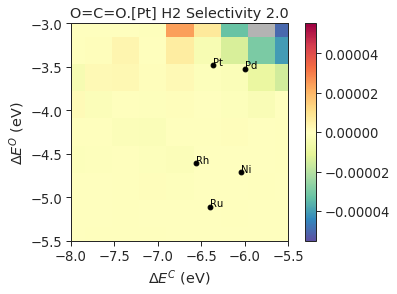 O=C=O.[Pt] H2 Selectivity 2.0
−3.0
−3.5
−4.0
−4.5
−5.0
−5.5
ΔE^O (eV)
Pt
Pd
Rh
Ni
Ru
−8.0 −7.5 −7.0 −6.5 −6.0 −5.5
ΔE^C (eV)
0.00004
0.00002
0.00000
−0.00002
−0.00004